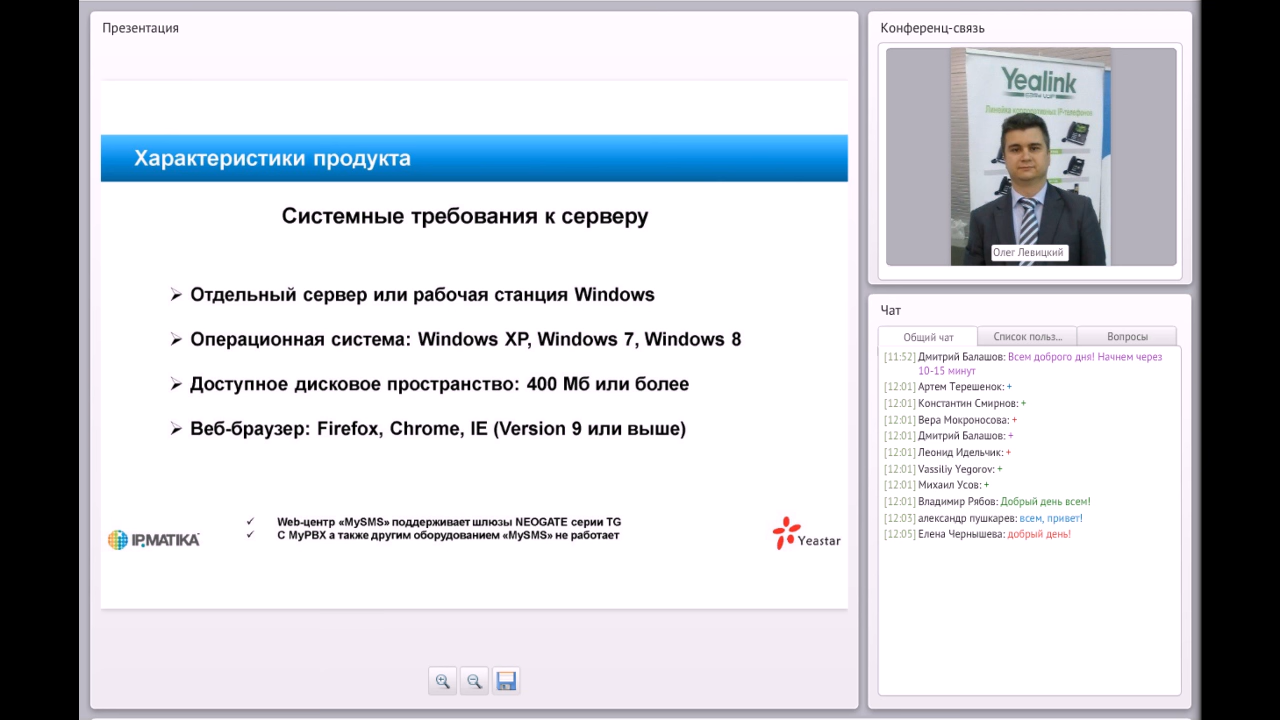 Презентация
Характеристики продукта
Системные требования к серверу
Отдельный сервер или рабочая станция Windows
Операционная система: Windows XP, Windows 7, Windows 8
Доступное дисковое пространство: 400 Мб или более
Веб-браузер: Firefox, Chrome, IE (Version 9 или выше)
Web-центр «MySMS» поддерживает шлюзы NEOGATE серии TG
С MyPBX а также другим оборудованием «MySMS» не работает
IPMATIKA
Yeastar
Конференц-связь
Yealink
Олег Левицкий
Чат
Общий чат
Список польз...
Вопросы
[11:52] Дмитрий Балашов: Всем доброго дня! Начнем через
10-15 минут
[12:01] Артем Терешенок: +
[12:01] Константин Смирнов: +
[12:01] Вера Мокроносова: +
[12:01] Дмитрий Балашов: +
[12:01] Леонид Идельчик: +
[12:01] Vassiliy Yegorov: +
[12:01] Михаил Усов: +
[12:01] Владимир Рябов: Добрый день всем!
[12:03] александр пушкарев: всем, привет!
[12:05] Елена Чернышева: добрый день!